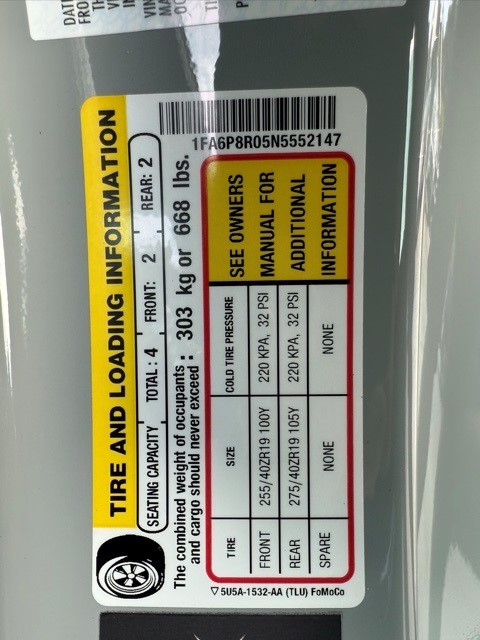 TIRE AND LOADING INFORMATION
SEATING CAPACITY TOTAL : 4 FRONT: 2 REAR: 2
The combined weight of occupants and cargo should never exceed : 303 kg or 668 lbs.
TIRE SIZE COLD TIRE PRESSURE
FRONT 255/40ZR19 100Y 220 KPA, 32 PSI
REAR 275/40ZR19 105Y 220 KPA, 32 PSI
SPARE NONE NONE
SEE OWNERS
MANUAL FOR
ADDITIONAL
INFORMATION
1FA6P8R05N5552147
5U5A-1532-AA (TLU) FoMoCo